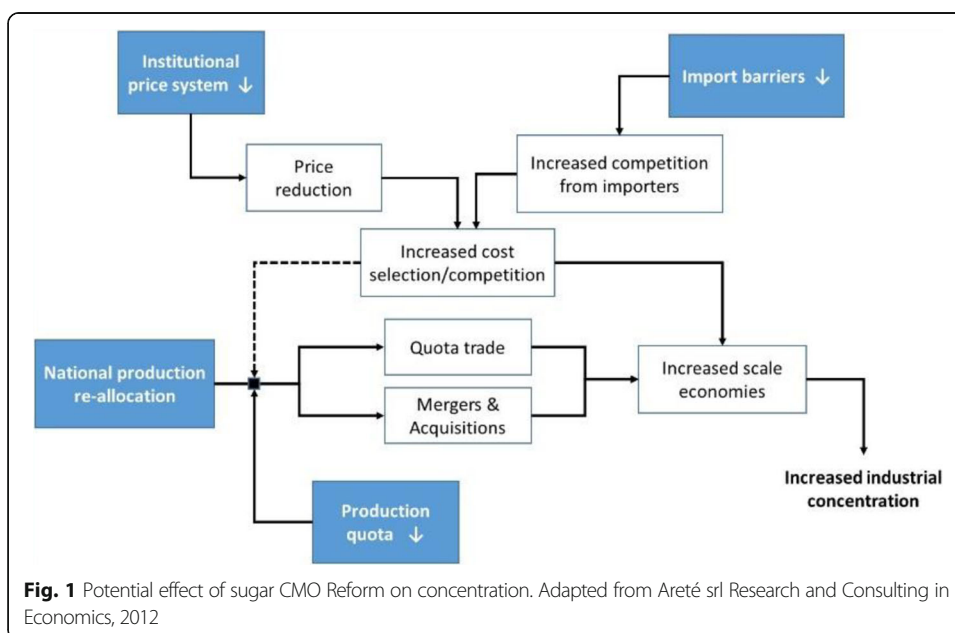 Institutional
price system ↓
Import barriers ↓
Price
reduction
Increased competition
from importers
Increased cost
selection/competition
National production
re-allocation
Quota trade
Mergers &
Acquisitions
Increased scale
economies
Increased industrial
concentration
Production
quota ↓
Fig. 1 Potential effect of sugar CMO Reform on concentration. Adapted from Areté srl Research and Consulting in
Economics, 2012